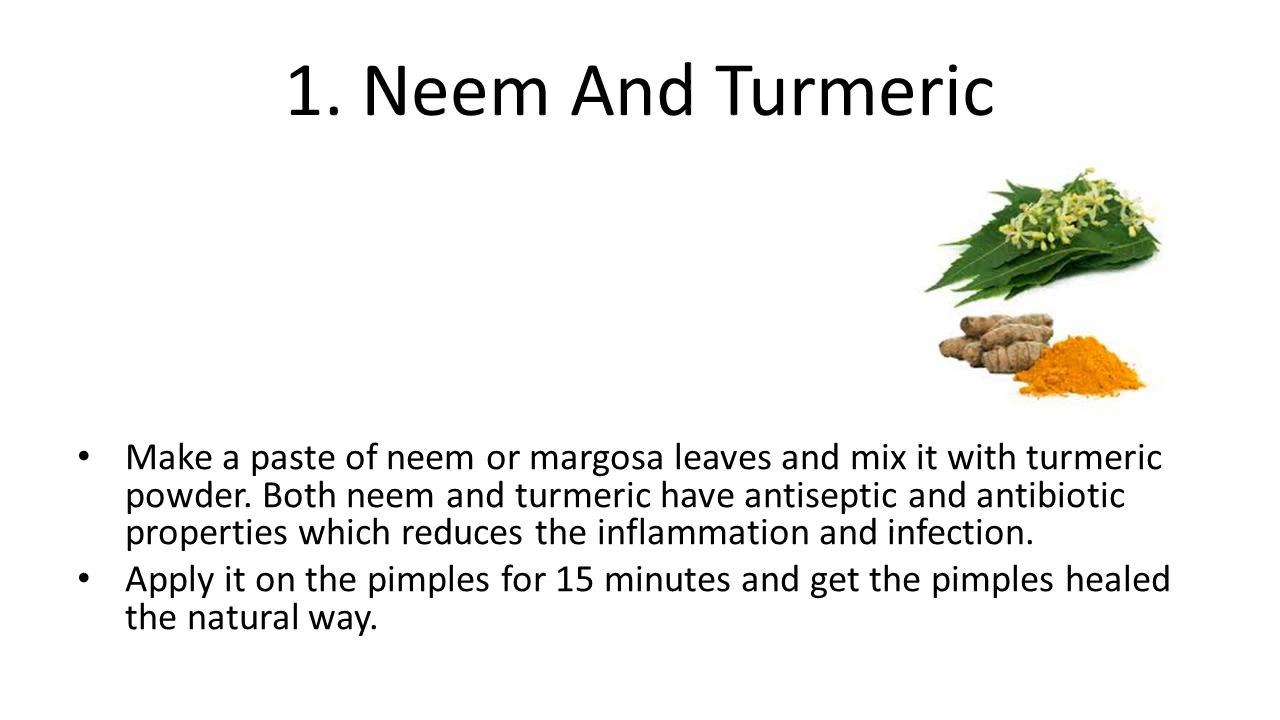 1. Neem And Turmeric
• Make a paste of neem or margosa leaves and mix it with turmeric
powder. Both neem and turmeric have antiseptic and antibiotic
properties which reduces the inflammation and infection.
• Apply it on the pimples for 15 minutes and get the pimples healed
the natural way.